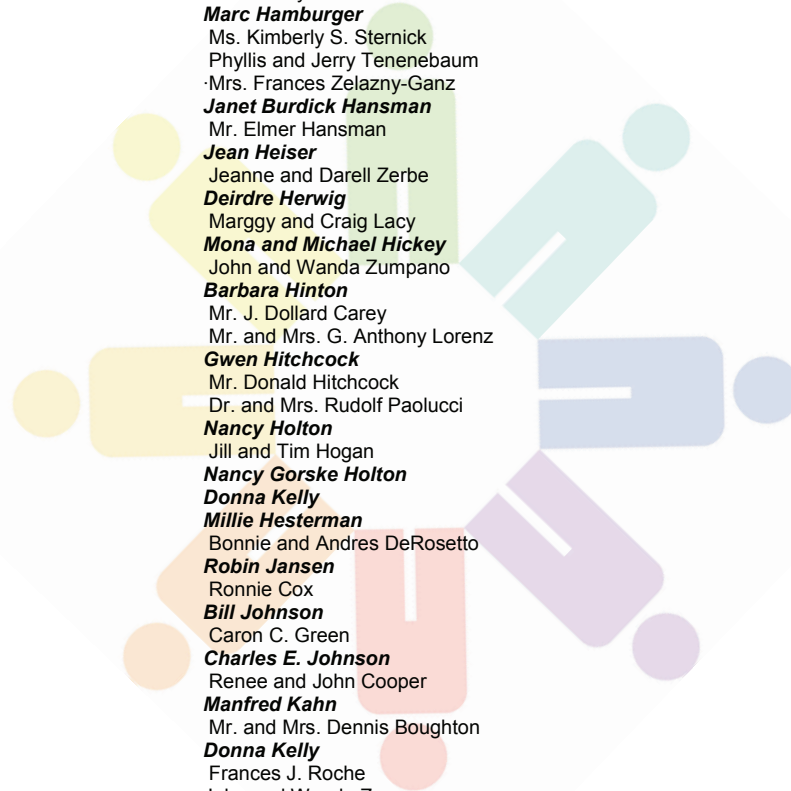 Marc Hamburger
Ms. Kimberly S. Sternick
Phyllis and Jerry Tenenebaum
·Mrs. Frances Zelazny-Ganz
Janet Burdick Hansman
Mr. Elmer Hansman
Jean Heiser
Jeanne and Darell Zerbe
Deirdre Herwig
Marggy and Craig Lacy
Mona and Michael Hickey
John and Wanda Zumpano
Barbara Hinton
Mr. J. Dollard Carey
Mr. and Mrs. G. Anthony Lorenz
Gwen Hitchcock
Mr. Donald Hitchcock
Dr. and Mrs. Rudolf Paolucci
Nancy Holton
Jill and Tim Hogan
Nancy Gorske Holton
Donna Kelly
Millie Hesterman
Bonnie and Andres DeRosetto
Robin Jansen
Ronnie Cox
Bill Johnson
Caron C. Green
Charles E. Johnson
Renee and John Cooper
Manfred Kahn
Mr. and Mrs. Dennis Boughton
Donna Kelly
Frances J. Roche